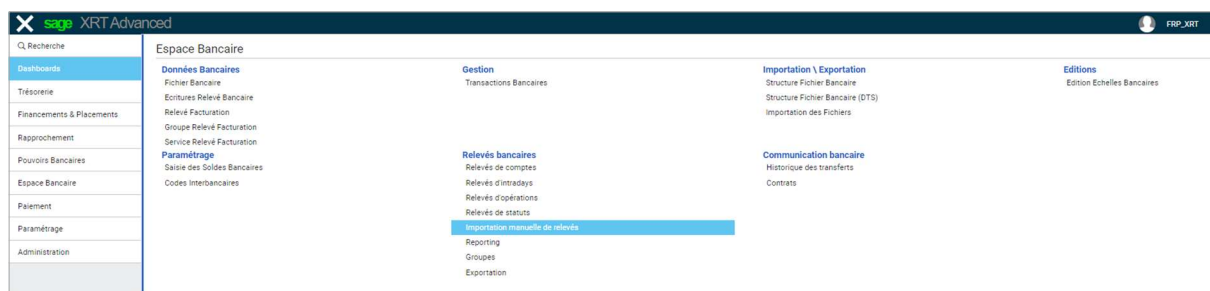 sage XRT Advanced
FRP_XRT
Recherche
Dashboards
Trésorerie
Financements & Placements
Rapprochement
Pouvoirs Bancaires
Espace Bancaire
Paiement
Paramétrage
Administration
Espace Bancaire
Données Bancaires
Fichier Bancaire
Ecritures Relevé Bancaire
Relevé Facturation
Groupe Relevé Facturation
Service Relevé Facturation
Gestion
Transactions Bancaires
Importation \ Exportation
Structure Fichier Bancaire
Structure Fichier Bancaire (DTS)
Importation des Fichiers
Editions
Edition Echelles Bancaires
Paramétrage
Saisie des Soldes Bancaires
Codes Interbancaires
Relevés bancaires
Relevés de comptes
Relevés d'intradays
Relevés d'opérations
Relevés de statuts
Importation manuelle de relevés
Reporting
Groupes
Exportation
Communication bancaire
Historique des transferts
Contrats